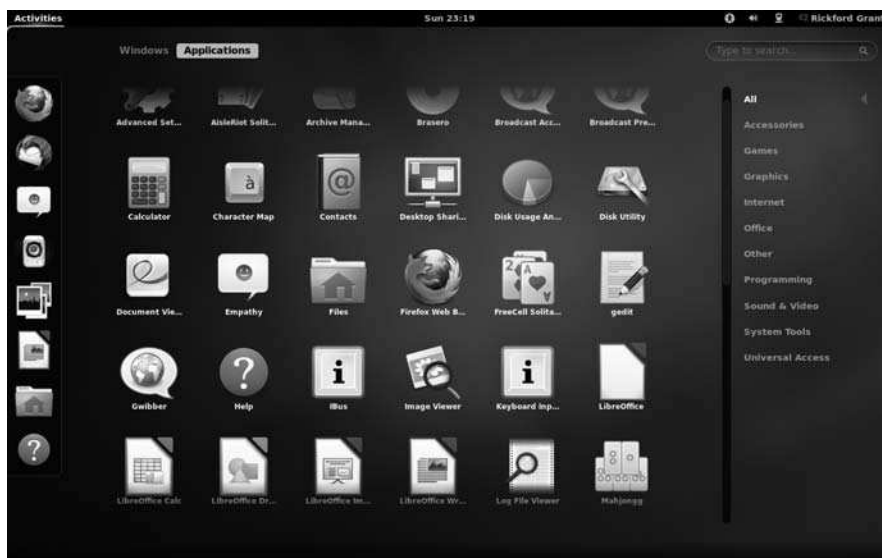 Activities Sun 23:19 Rickford Grant
Windows Applications Type to search...
All
Accessories
Games
Graphics
Internet
Office
Other
Programming
Sound & Video
System Tools
Universal Access
Advanced Set... AisleRiot Solit... Archive Mana... Brasero Broadcast Acc... Broadcast Pre...
Calculator Character Map Contacts Desktop Shari... Disk Usage An... Disk Utility
Document Vie... Empathy Files Firefox Web B... FreeCell Solita... gedit
Gwibber Help iBus Image Viewer Keyboard Inp... LibreOffice
LibreOffice Calc LibreOffice Dr... LibreOffice Im... LibreOffice Wr... Log File Viewer Mahjongg